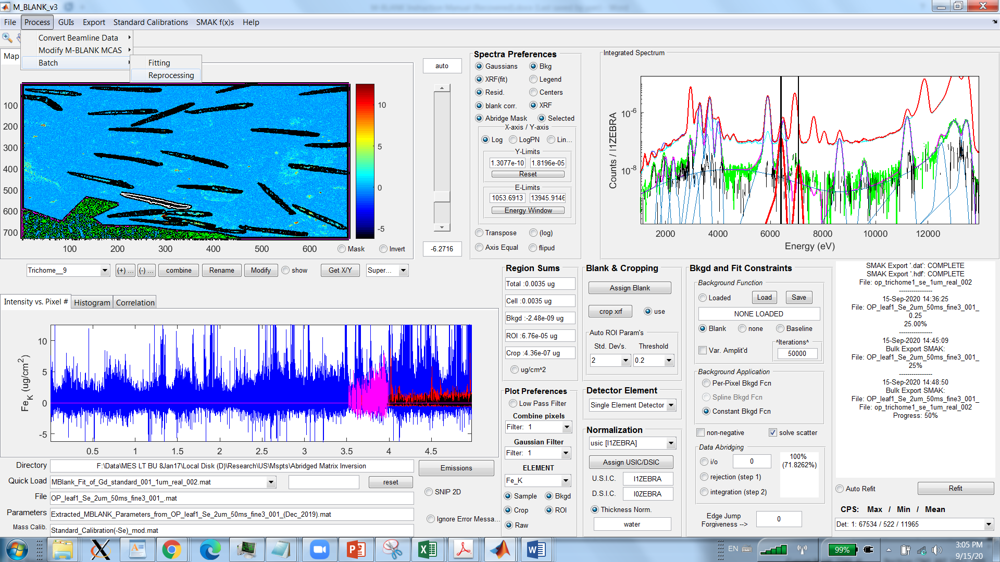 M_BLANK_v3
File Process GUIs Export Standard Calibrations SMAK f(x)s Help
Convert Beamline Data
Modify M-BLANK MCAS
Batch
Fitting
Reprocessing
Map
100
200
300
400
500
600
700
100 200 300 400 500 600
10
5
0
-5
Mask Invert
auto
-6.2716
Trichome__9 (+) ... (-) ... combine Rename Modify show Get X/Y Super...
Spectra Preferences
Gaussians Bkg
XRF(fit) Legend
Resid. Centers
blank corr. XRF
Abridge Mask Selected
X-axis / Y-axis
Log LogPN Lin...
Y-Limits
1.3077e-10 1.8196e-05
Reset
E-Limits
1053.6913 13945.9146
Energy Window
Transpose (log)
Axis Equal flipud
Integrated Spectrum
Counts / I1ZEBRA
10-6
10-8
2000 4000 6000 8000 10000 12000
Energy (eV)
Intensity vs. Pixel # Histogram Correlation
FeK (ug/cm2)
10
5
0
-5
0.5 1 1.5 2 2.5 3 3.5 4 4.5
Directory F:\Data\MES LT BU 8Jan17\Local Disk (D)\Research\US\Mspts\Abridged Matrix Inversion
Quick Load MBlank_Fit_of_Gd_standard_001_1um_real_002.mat reset
File OP_leaf1_Se_2um_50ms_fine3_001_.mat
Parameters Extracted_MBLANK_Parameters_from_OP_leaf1_Se_2um_50ms_fine3_001_(Dec_2019).mat
Mass Calib. Standard_Calibration(-Se)_mod.mat
Emissions
SNIP 2D
Ignore Error Messa...
Region Sums
Total :0.0035 ug
Cell :0.0035 ug
Bkgd :-2.48e-09 ug
ROI :6.76e-05 ug
Crop :4.36e-07 ug
ug/cm^2
Plot Preferences
Low Pass Filter
Combine pixels
Filter: 1
Gaussian Filter
Filter: 1
ELEMENT
Fe_K
Sample Bkgd
Crop ROI
Raw
Blank & Cropping
Assign Blank
crop xrf use
Auto ROI Param's
Std. Dev's. Threshold
2 0.2
Detector Element
Single Element Detector
Normalization
usic [I1ZEBRA]
Assign USIC/DSIC
U.S.I.C. I1ZEBRA
D.S.I.C. I0ZEBRA
Thickness Norm.
water
Bkgd and Fit Constraints
Background Function
Loaded Load Save
NONE LOADED
Blank none Baseline
Var. Amplit'd
^Iterations^
50000
Background Application
Per-Pixel Bkgd Fcn
Spline Bkgd Fcn
Constant Bkgd Fcn
non-negative solve scatter
Data Abridging
i/o 0
100%
(71.8262%)
rejection (step 1)
integration (step 2)
Edge Jump
Forgiveness --> 0
SMAK Export '.dat': COMPLETE
SMAK Export '.hdf': COMPLETE
File: op_trichome1_se_1um_real_002
----------------
15-Sep-2020 14:36:25
File: OP_leaf1_Se_2um_50ms_fine3_001_
0.25
25.00%
----------------
15-Sep-2020 14:45:09
Bulk Export SMAK:
File: OP_leaf1_Se_2um_50ms_fine3_001_
25%
----------------
15-Sep-2020 14:48:50
Bulk Export SMAK:
File: OP_leaf1_Se_2um_50ms_fine3_001_
File: op_trichome1_se_1um_real_002
Progress: 50%
Auto Refit Refit
CPS: Max / Min / Mean
Det: 1: 67534 / 522 / 11965
EN
99%
3:05 PM
9/15/20